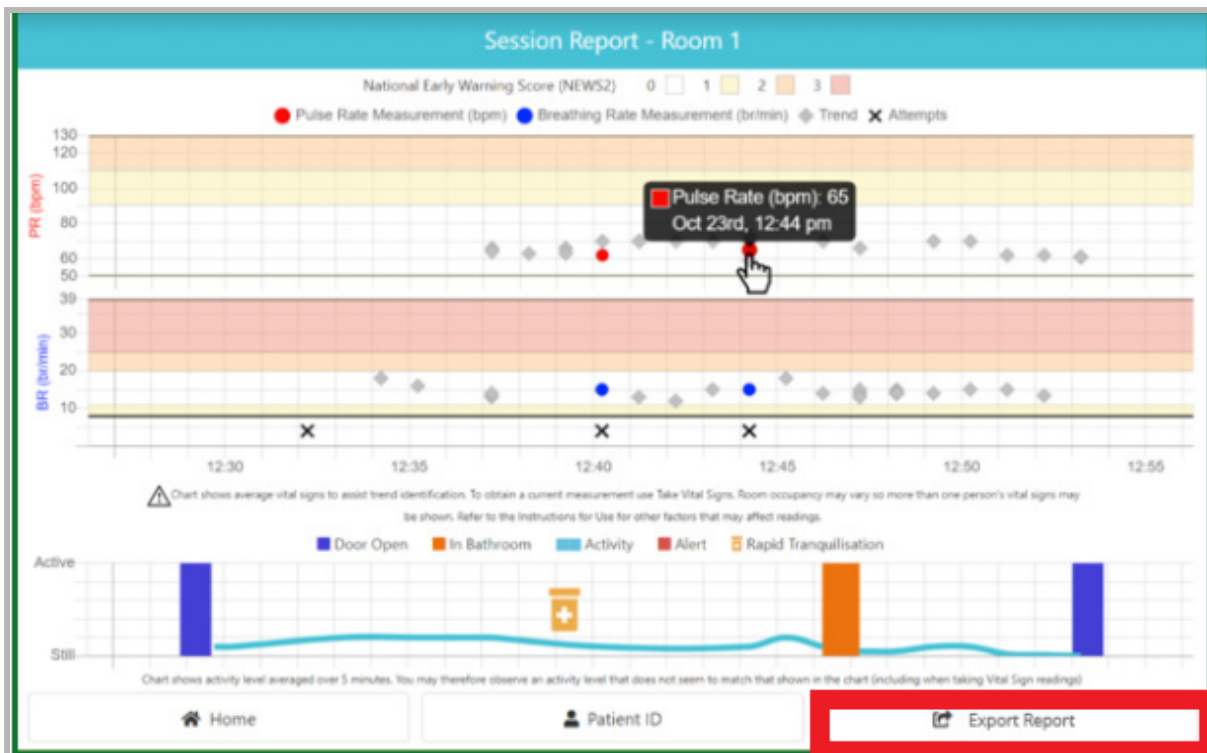 Session Report - Room 1
National Early Warning Score (NEWS2) 0 1 2 3
Pulse Rate Measurement (bpm) Breathing Rate Measurement (br/min) Trend Attempts
130
120
100
80
60
50
PR (bpm)
Pulse Rate (bpm): 65
Oct 23rd, 12:44 pm
39
30
20
10
BR (br/min)
12:30 12:35 12:40 12:45 12:50 12:55
Chart shows average vital signs to assist trend identification. To obtain a current measurement use Take Vital Signs. Room occupancy may vary so more than one person's vital signs may
be shown. Refer to the Instructions for Use for other factors that may affect readings.
Door Open In Bathroom Activity Alert Rapid Tranquilisation
Active
Still
Chart shows activity level averaged over 5 minutes. You may therefore observe an activity level that does not seem to match that shown in the chart (including when taking Vital Sign readings)
Home Patient ID Export Report